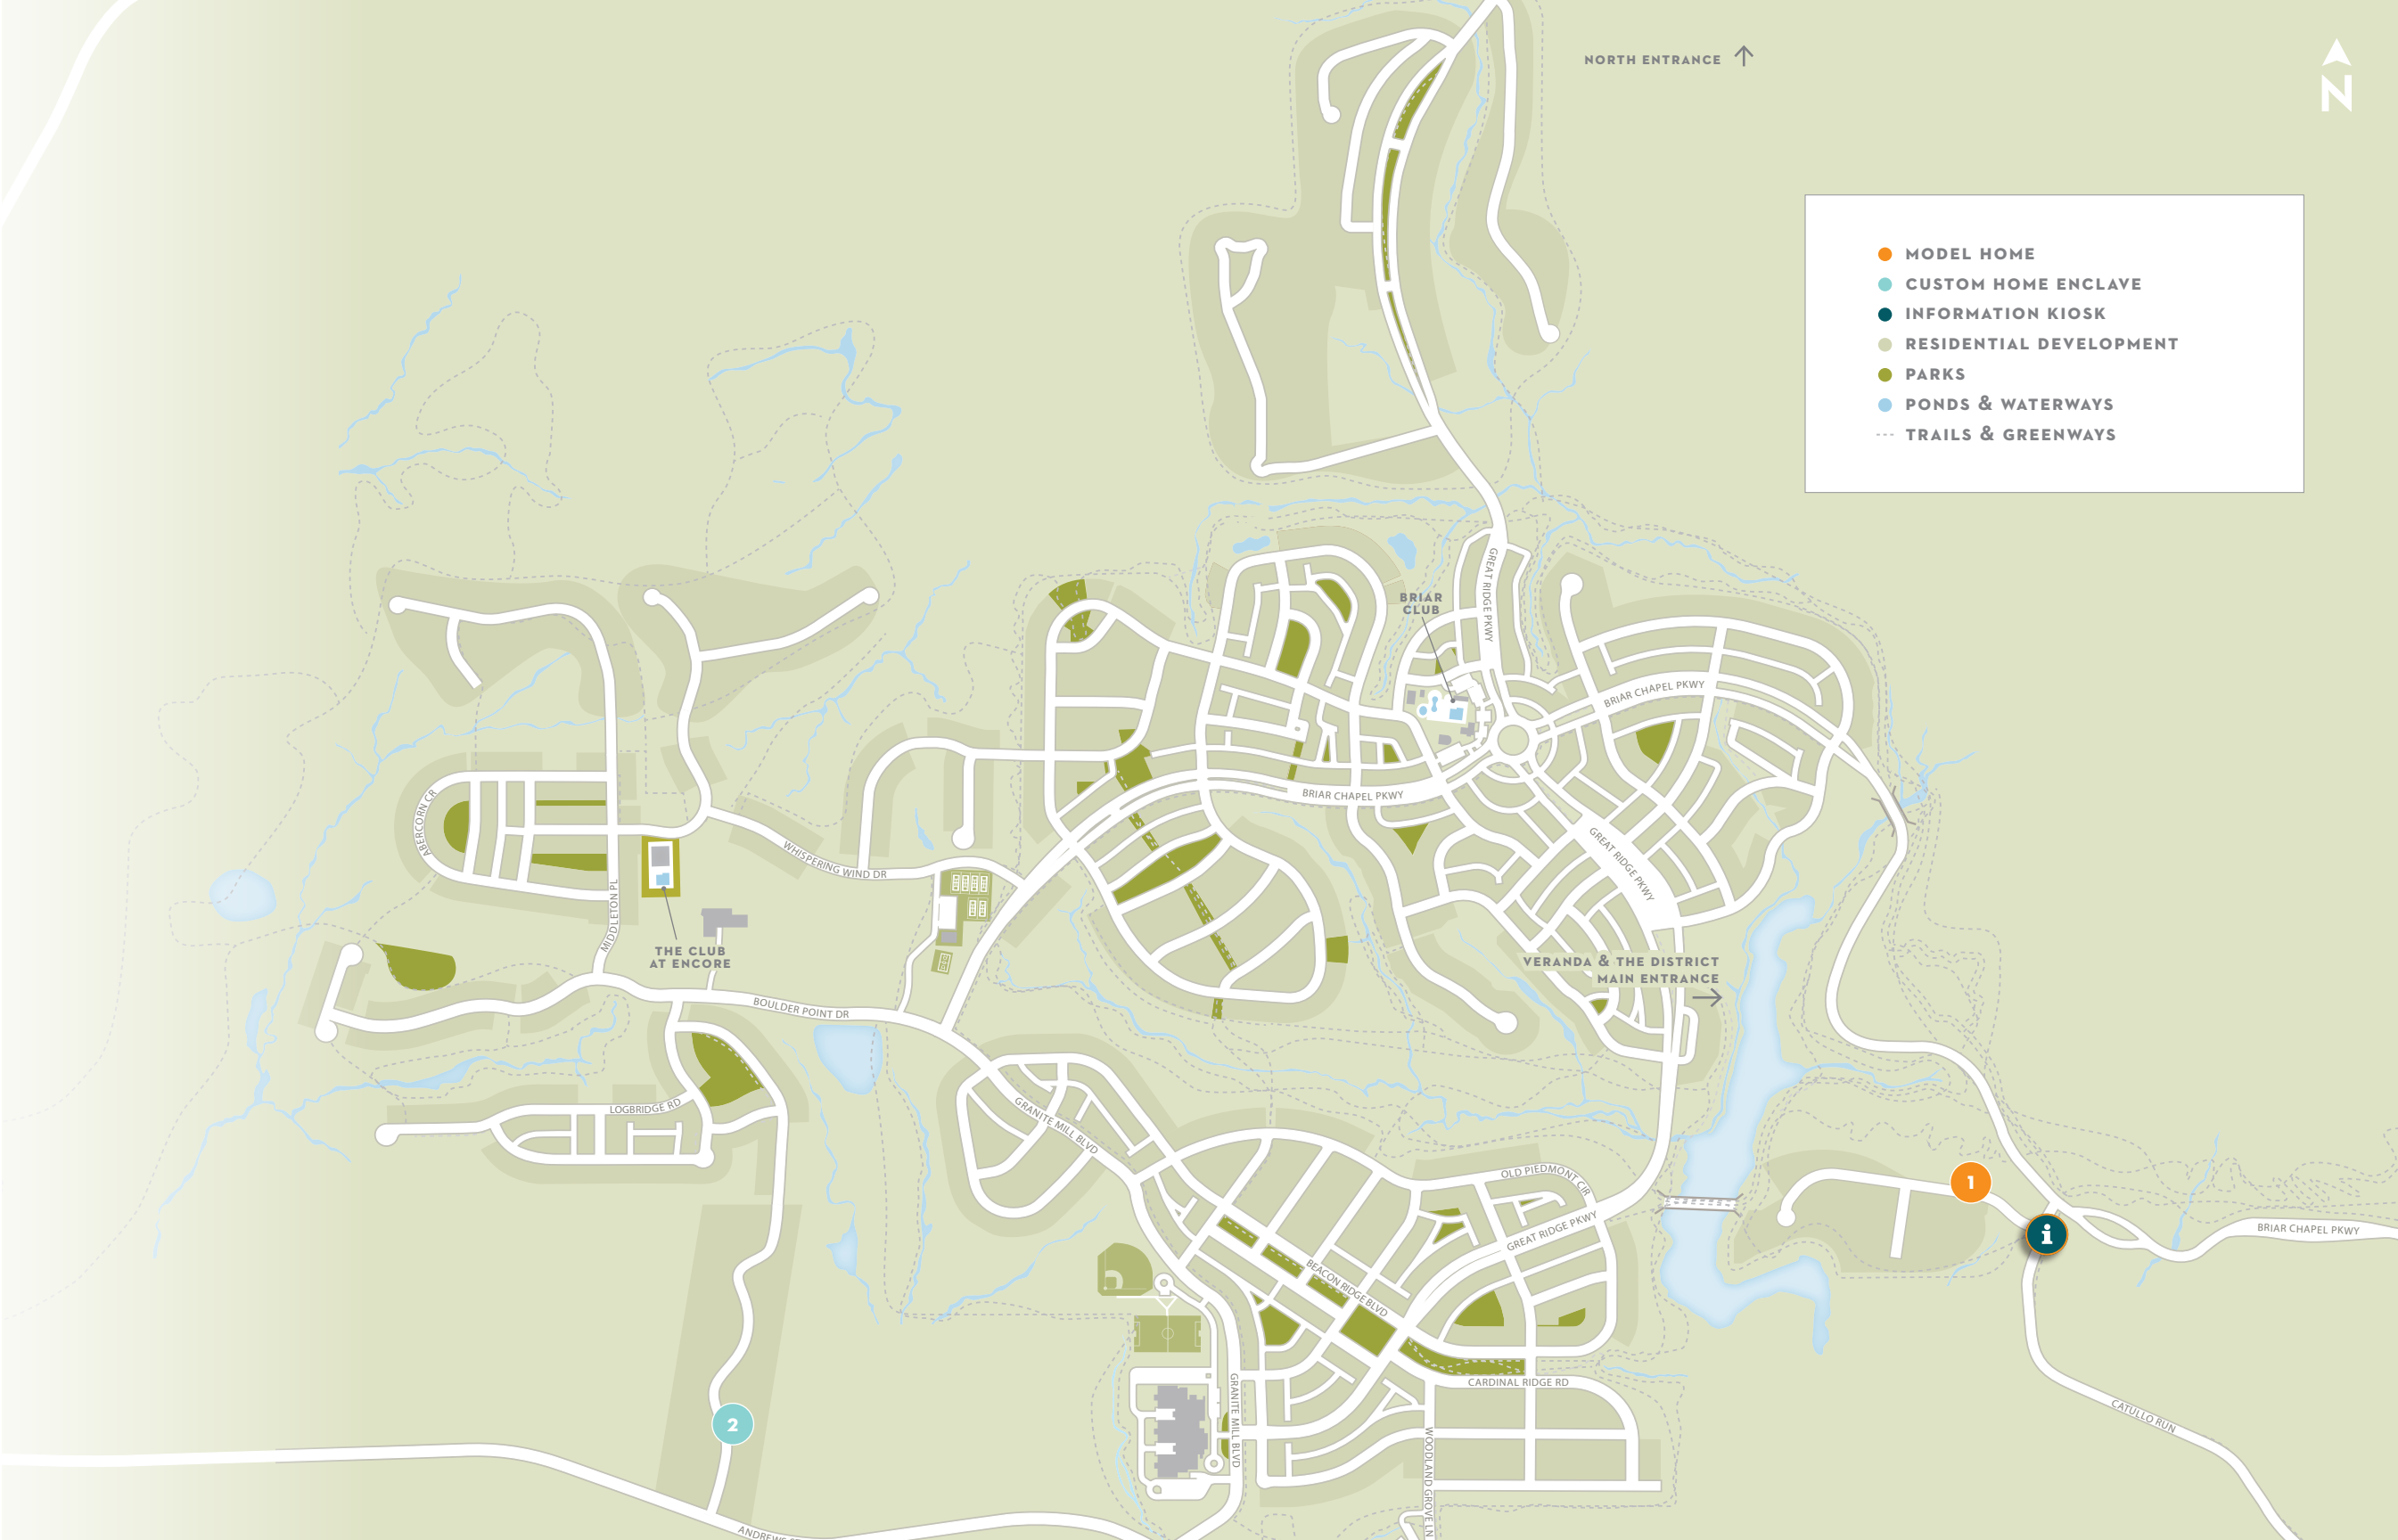 NORTH ENTRANCE
N
MODEL HOME
CUSTOM HOME ENCLAVE
INFORMATION KIOSK
RESIDENTIAL DEVELOPMENT
PARKS
PONDS & WATERWAYS
TRAILS & GREENWAYS
GREAT RIDGE PKWY
BRIAR
CLUB
BRIAR CHAPEL PKWY
BRIAR CHAPEL PKWY
ABERCORN CR
WHISPERING WIND DR
GREAT RIDGE PKWY
MIDDLETON PL
THE CLUB
AT ENCORE
VERANDA & THE DISTRICT
MAIN ENTRANCE
BOULDER POINT DR
LOGBRIDGE RD
GRANITE MILL BLVD
OLD PIEDMONT CIR
1
GREAT RIDGE PKWY
i
BRIAR CHAPEL PKWY
BEACON RIDGE BLVD
CARDINAL RIDGE RD
GRANITE MILL BLVD
CATULLO RUN
2
WOODLAND GROVE LN
ANDREWS